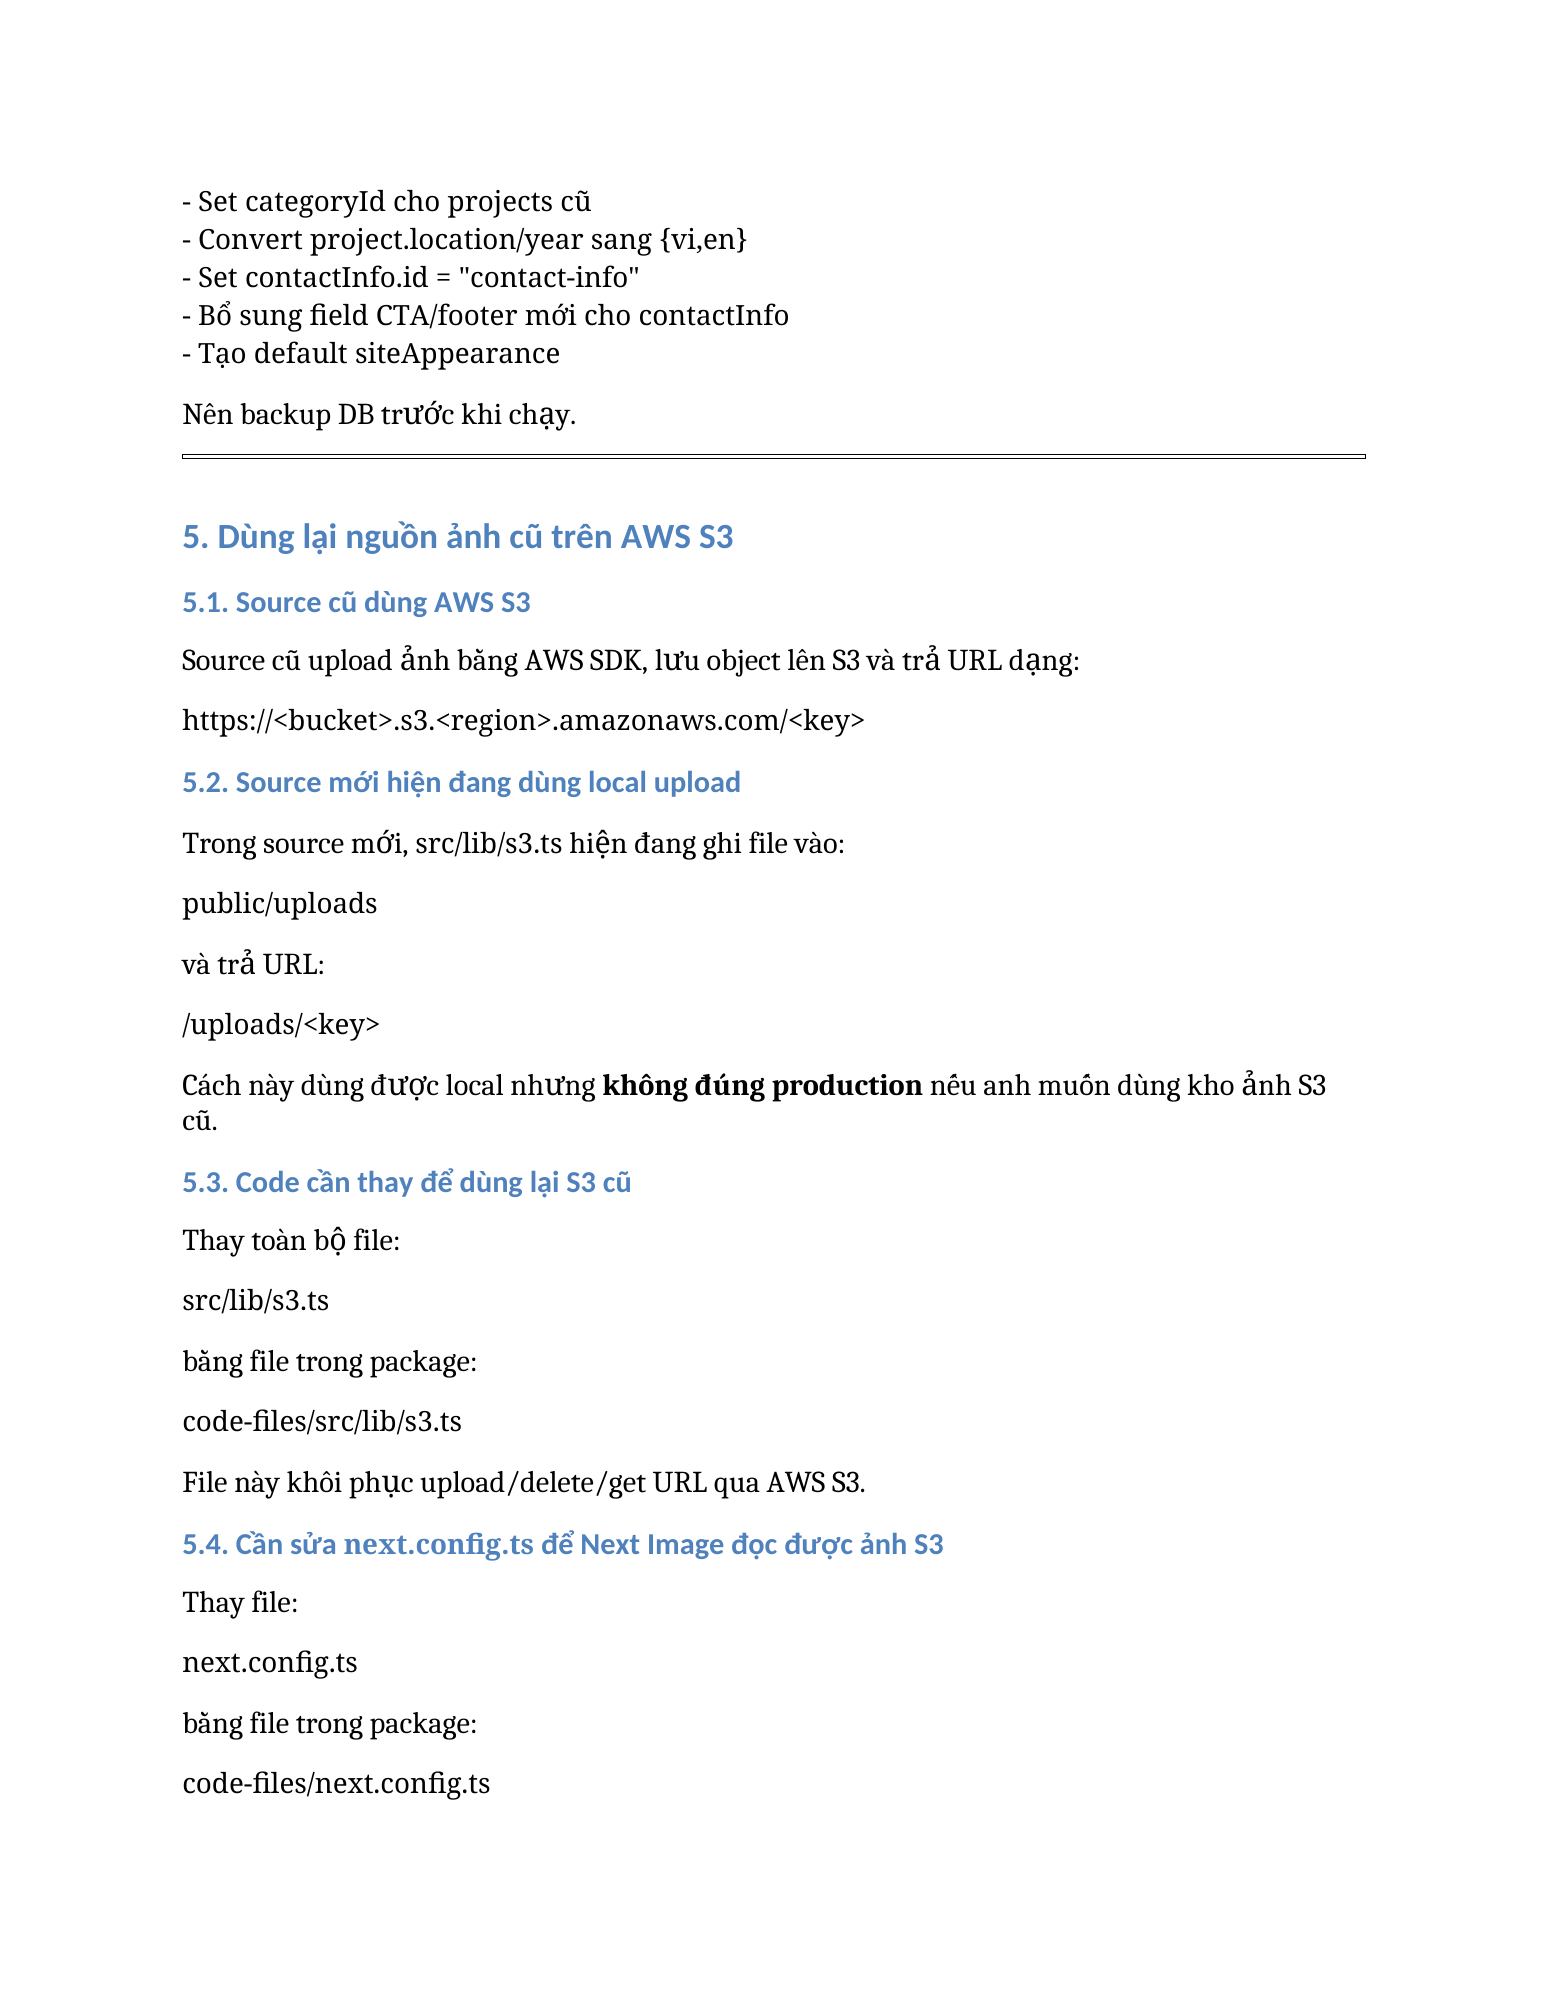 - Set categoryId cho projects cũ
- Convert project.location/year sang {vi,en}
- Set contactInfo.id = "contact-info"
- Bổ sung field CTA/footer mới cho contactInfo
- Tạo default siteAppearance
Nên backup DB trước khi chạy.
5. Dùng lại nguồn ảnh cũ trên AWS S3
5.1. Source cũ dùng AWS S3
Source cũ upload ảnh bằng AWS SDK, lưu object lên S3 và trả URL dạng:
https://<bucket>.s3.<region>.amazonaws.com/<key>
5.2. Source mới hiện đang dùng local upload
Trong source mới, src/lib/s3.ts hiện đang ghi file vào:
public/uploads
và trả URL:
/uploads/<key>
Cách này dùng được local nhưng không đúng production nếu anh muốn dùng kho ảnh S3
cũ.
5.3. Code cần thay để dùng lại S3 cũ
Thay toàn bộ file:
src/lib/s3.ts
bằng file trong package:
code-files/src/lib/s3.ts
File này khôi phục upload/delete/get URL qua AWS S3.
5.4. Cần sửa next.config.ts để Next Image đọc được ảnh S3
Thay file:
next.config.ts
bằng file trong package:
code-files/next.config.ts